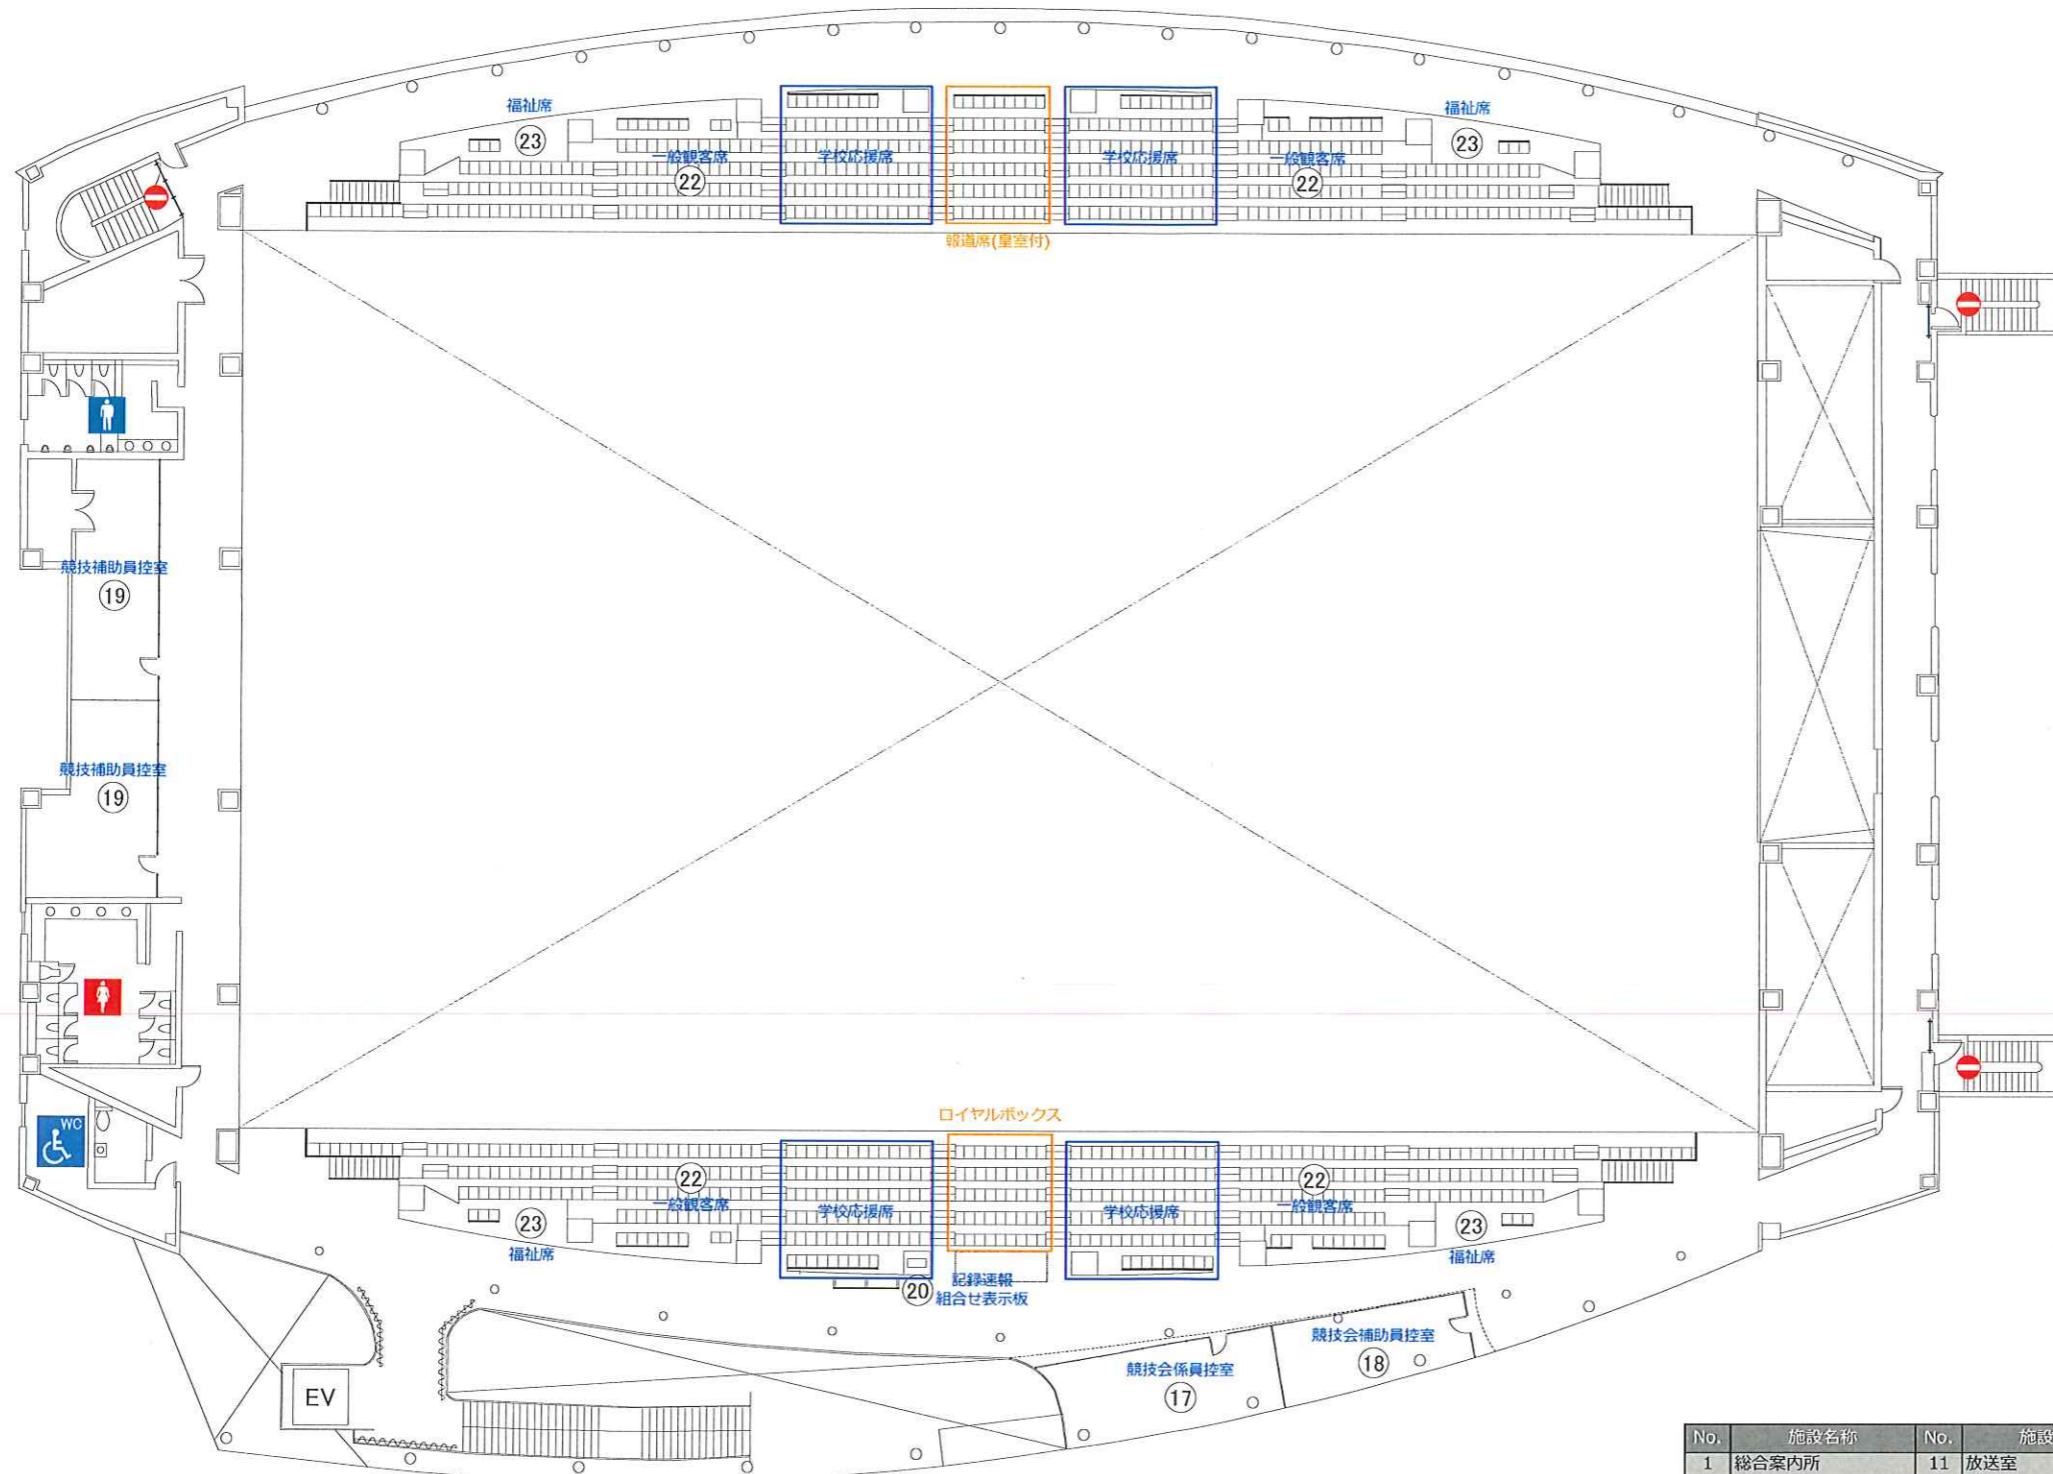 福祉席
福祉席
23
23
一般観客席
学校応援席
学校応援席
一般観客席
22
22
報道席(皇室付)
競技補助員控室
19
競技補助員控室
19
WC
ロイヤルボックス
22
22
一般観客席
学校応援席
学校応援席
一般観客席
23
23
福祉席
福祉席
20
記録速報
組合せ表示板
競技会補助員控室
18
競技会係員控室
17
EV
No. 施設名称 No. 施設
1 総合案内所 11 放送室